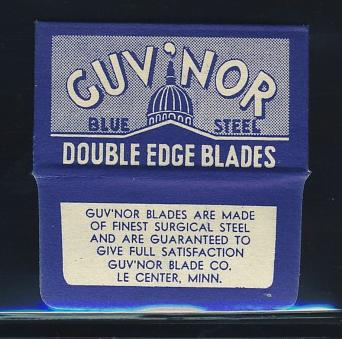 GUV'NOR
BLUE STEEL
DOUBLE EDGE BLADES
GUV'NOR BLADES ARE MADE
OF FINEST SURGICAL STEEL
AND ARE GUARANTEED TO
GIVE FULL SATISFACTION
GUV'NOR BLADE CO.
LE CENTER, MINN.